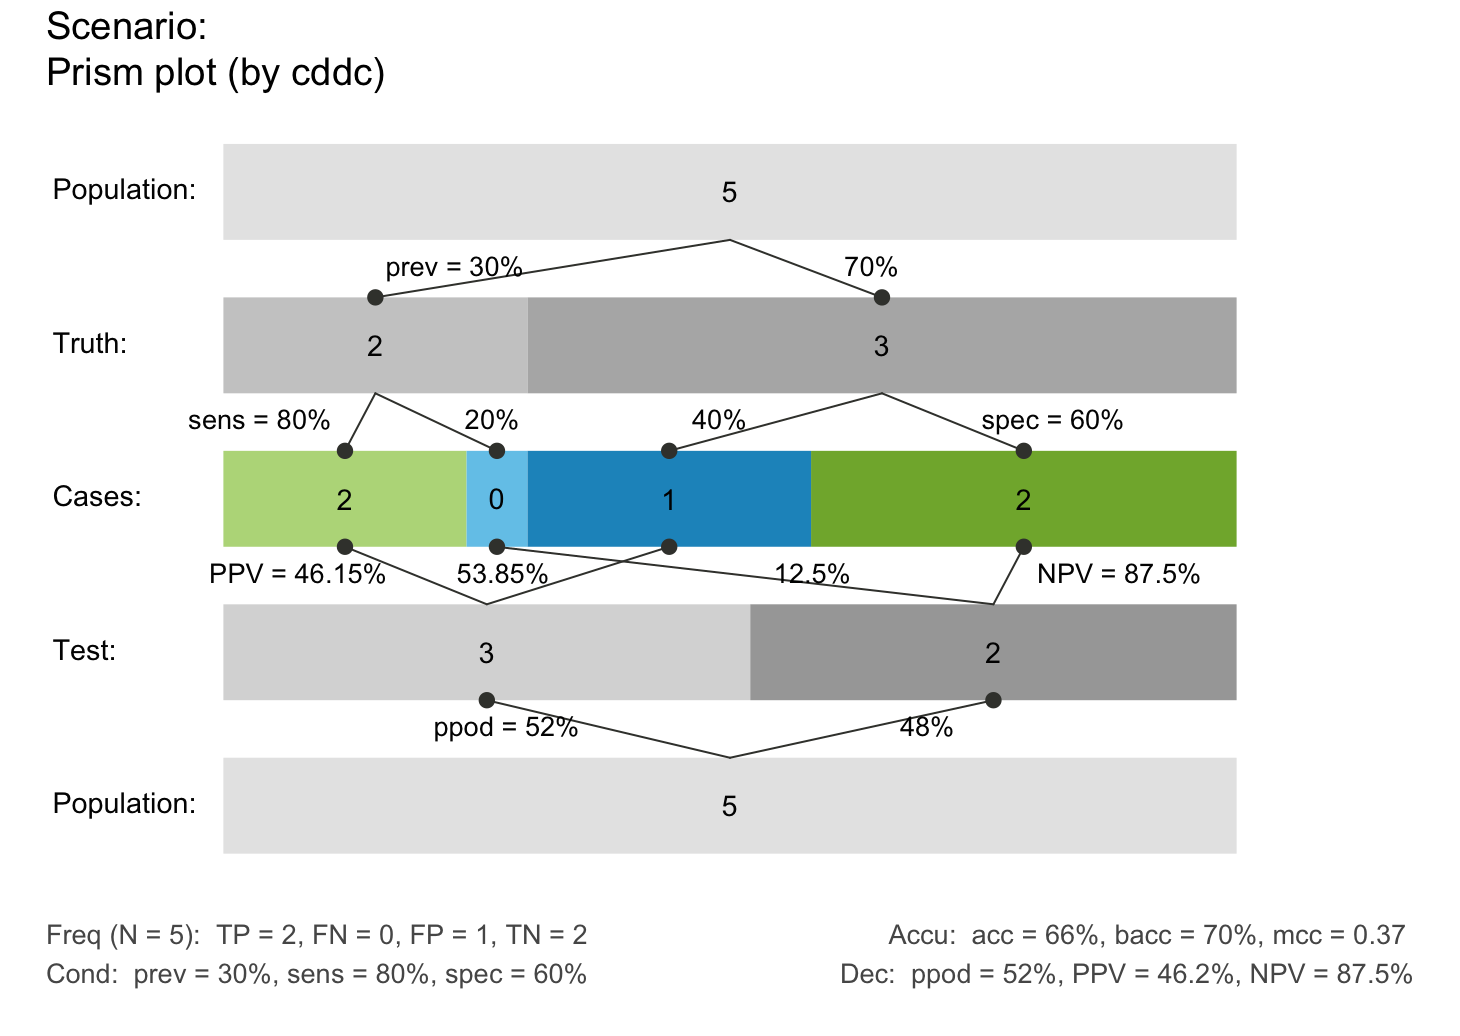 Scenario:
Prism plot (by cddc)
Population:
5
prev = 30%
70%
Truth:
2
3
sens = 80%
20%
40%
spec = 60%
Cases:
2
0
1
2
PPV = 46.15%
53.85%
12.5%
NPV = 87.5%
Test:
3
2
ppod = 52%
48%
Population:
5
Freq (N = 5):  TP = 2, FN = 0, FP = 1, TN = 2
Accu:  acc = 66%, bacc = 70%, mcc = 0.37
Cond:  prev = 30%, sens = 80%, spec = 60%
Dec:  ppod = 52%, PPV = 46.2%, NPV = 87.5%